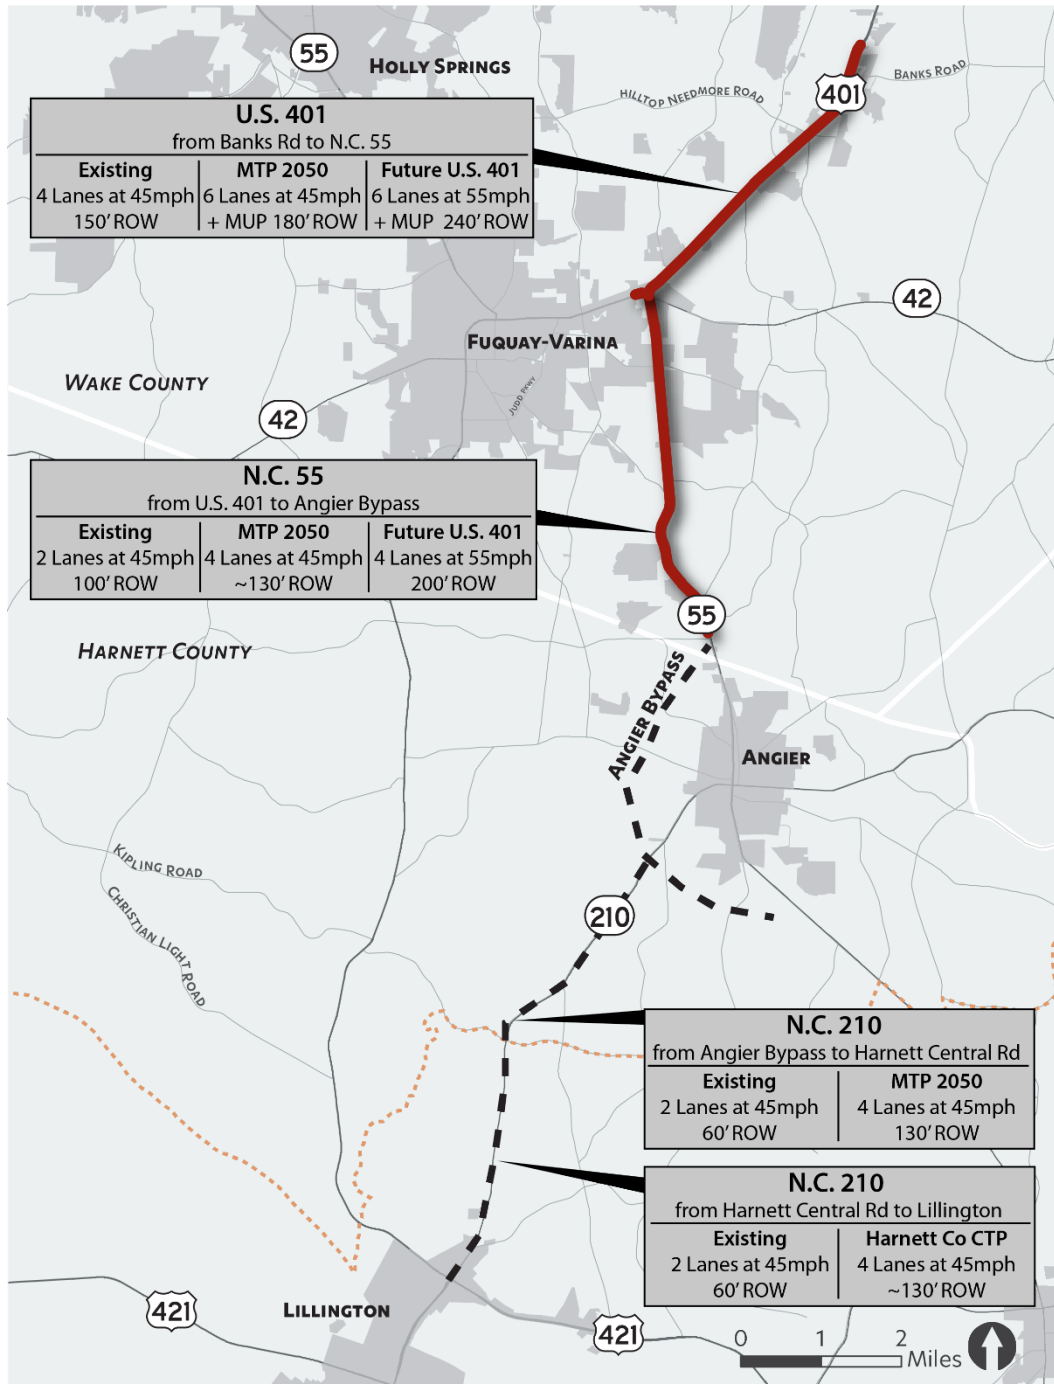 55
HOLLY SPRINGS
BANKS ROAD
HILLTOP NEEDMORE ROAD
401
U.S. 401
from Banks Rd to N.C. 55
Existing MTP 2050 Future U.S. 401
4 Lanes at 45mph 6 Lanes at 45mph 6 Lanes at 55mph
150' ROW + MUP 180' ROW + MUP 240' ROW
42
FUQUAY-VARINA
WAKE COUNTY
JUDD PKWY
42
N.C. 55
from U.S. 401 to Angier Bypass
Existing MTP 2050 Future U.S. 401
2 Lanes at 45mph 4 Lanes at 45mph 4 Lanes at 55mph
100' ROW ~130' ROW 200' ROW
55
HARNETT COUNTY
ANGIER BYPASS
ANGIER
KIPLING ROAD
CHRISTIAN LIGHT ROAD
210
N.C. 210
from Angier Bypass to Harnett Central Rd
Existing MTP 2050
2 Lanes at 45mph 4 Lanes at 45mph
60' ROW 130' ROW
N.C. 210
from Harnett Central Rd to Lillington
Existing Harnett Co CTP
2 Lanes at 45mph 4 Lanes at 45mph
60' ROW ~130' ROW
LILLINGTON
421
421
0 1 2
Miles